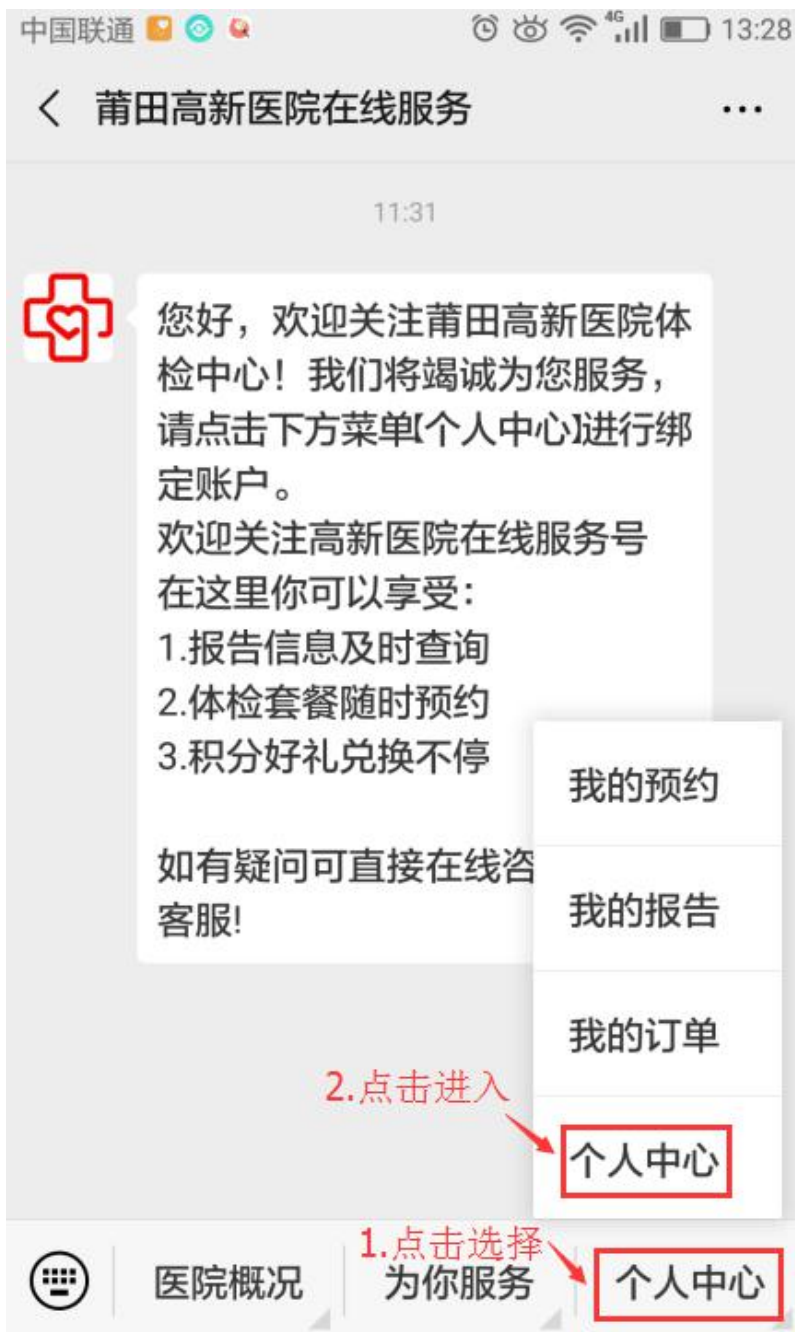 中国联通 4G 13:28
莆田高新医院在线服务
11:31
您好，欢迎关注莆田高新医院体
检中心！我们将竭诚为您服务，
请点击下方菜单【个人中心】进行绑
定账户。
欢迎关注高新医院在线服务号
在这里你可以享受：
1.报告信息及时查询
2.体检套餐随时预约
3.积分好礼兑换不停
如有疑问可直接在线咨
客服!
我的预约
我的报告
我的订单
2.点击进入
个人中心
1.点击选择
医院概况
为你服务
个人中心